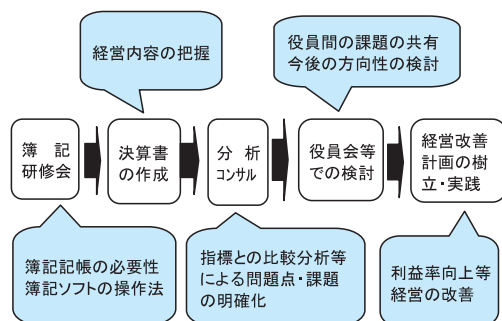 経営内容の把握
役員間の課題の共有
今後の方向性の検討
簿記
研修会
決算書
の作成
分析
コンサル
役員会等
での検討
経営改善
計画の樹
立・実践
簿記記帳の必要性
簿記ソフトの操作法
指標との比較分析等
による問題点・課題
の明確化
利益率向上等
経営の改善